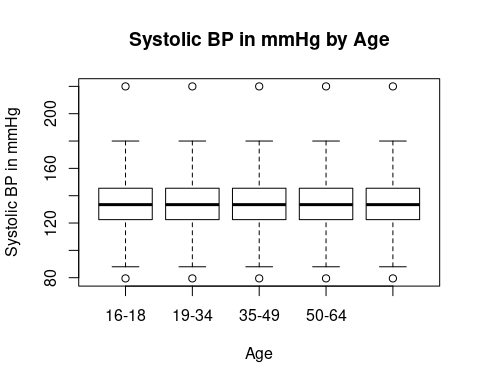 Systolic BP in mmHg by Age
Systolic BP in mmHg
200
160
120
80
16-18 19-34 35-49 50-64
Age